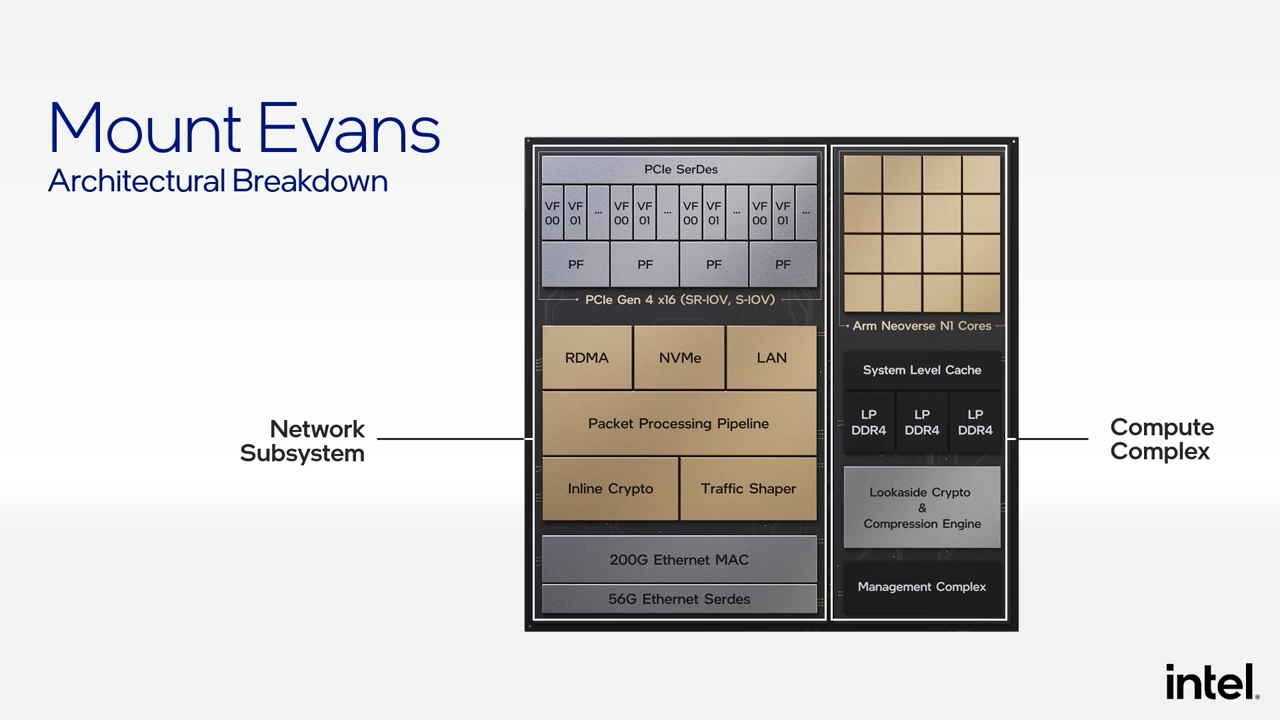 Mount Evans
Architectural Breakdown
PCIe SerDes
VF 00
VF 01
...
VF 00
VF 01
...
VF 00
VF 01
...
VF 00
VF 01
...
PF
PF
PF
PF
PCIe Gen 4 x16 (SR-IOV, S-IOV)
RDMA
NVMe
LAN
Packet Processing Pipeline
Inline Crypto
Traffic Shaper
200G Ethernet MAC
56G Ethernet Serdes
Network
Subsystem
Arm Neoverse N1 Cores
System Level Cache
LP
DDR4
LP
DDR4
LP
DDR4
Lookaside Crypto
&
Compression Engine
Management Complex
Compute
Complex
intel.